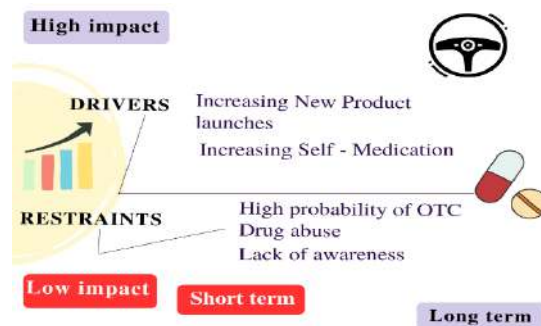 High impact
DRIVERS
Increasing New Product
launches
Increasing Self - Medication
RESTRAINTS
High probability of OTC
Drug abuse
Lack of awareness
Low impact
Short term
Long term